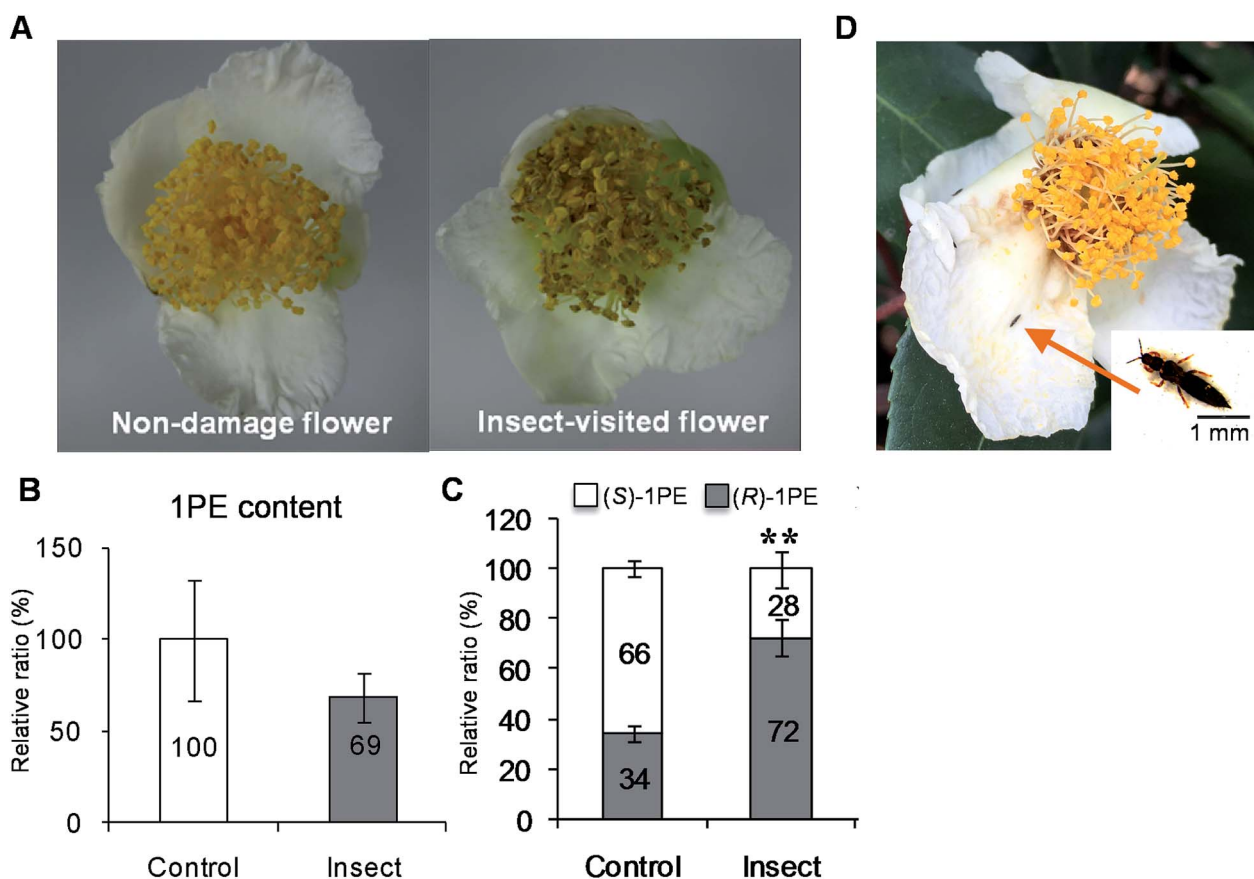 A
D
Non-damage flower
Insect-visited flower
1 mm
B
1PE content
Relative ratio (%)
150
100
50
0
100
69
Control
Insect
C
(S)-1PE
(R)-1PE
Relative ratio (%)
120
100
80
60
40
20
0
**
66
34
28
72
Control
Insect